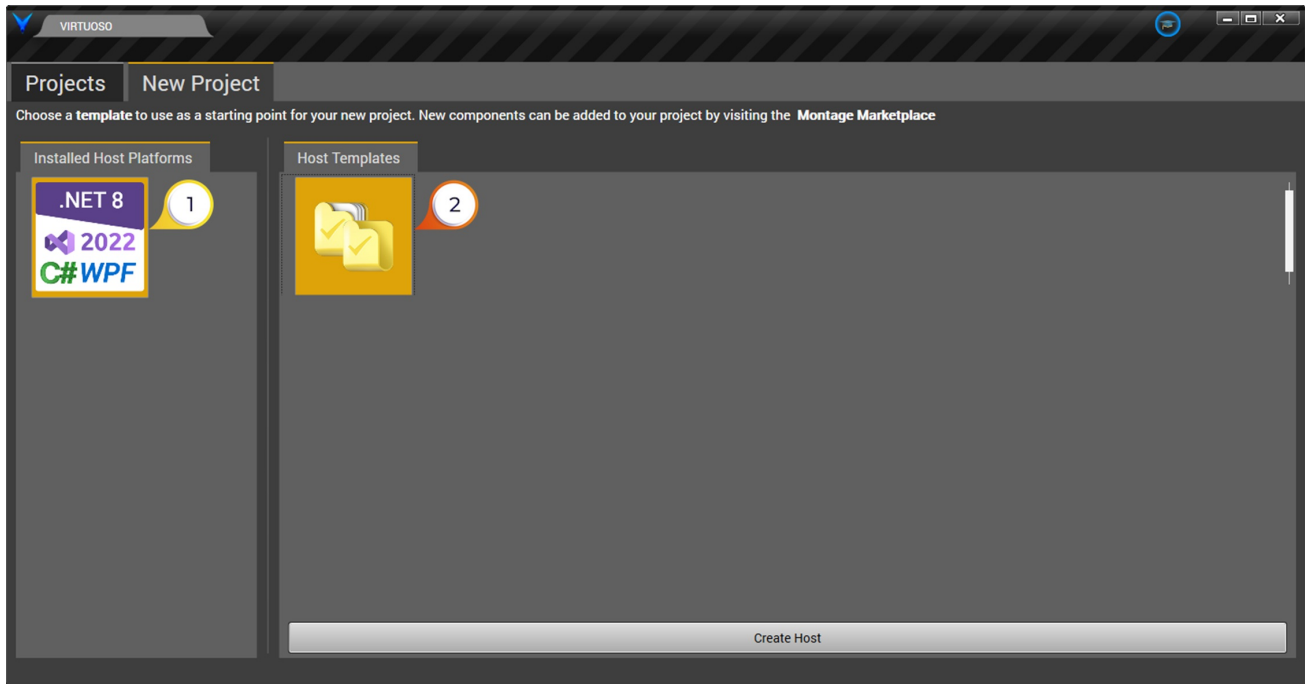 VIRTUOSO
Projects
New Project
Choose a template to use as a starting point for your new project. New components can be added to your project by visiting the Montage Marketplace
Installed Host Platforms
Host Templates
.NET 8
2022
C# WPF
1
2
Create Host